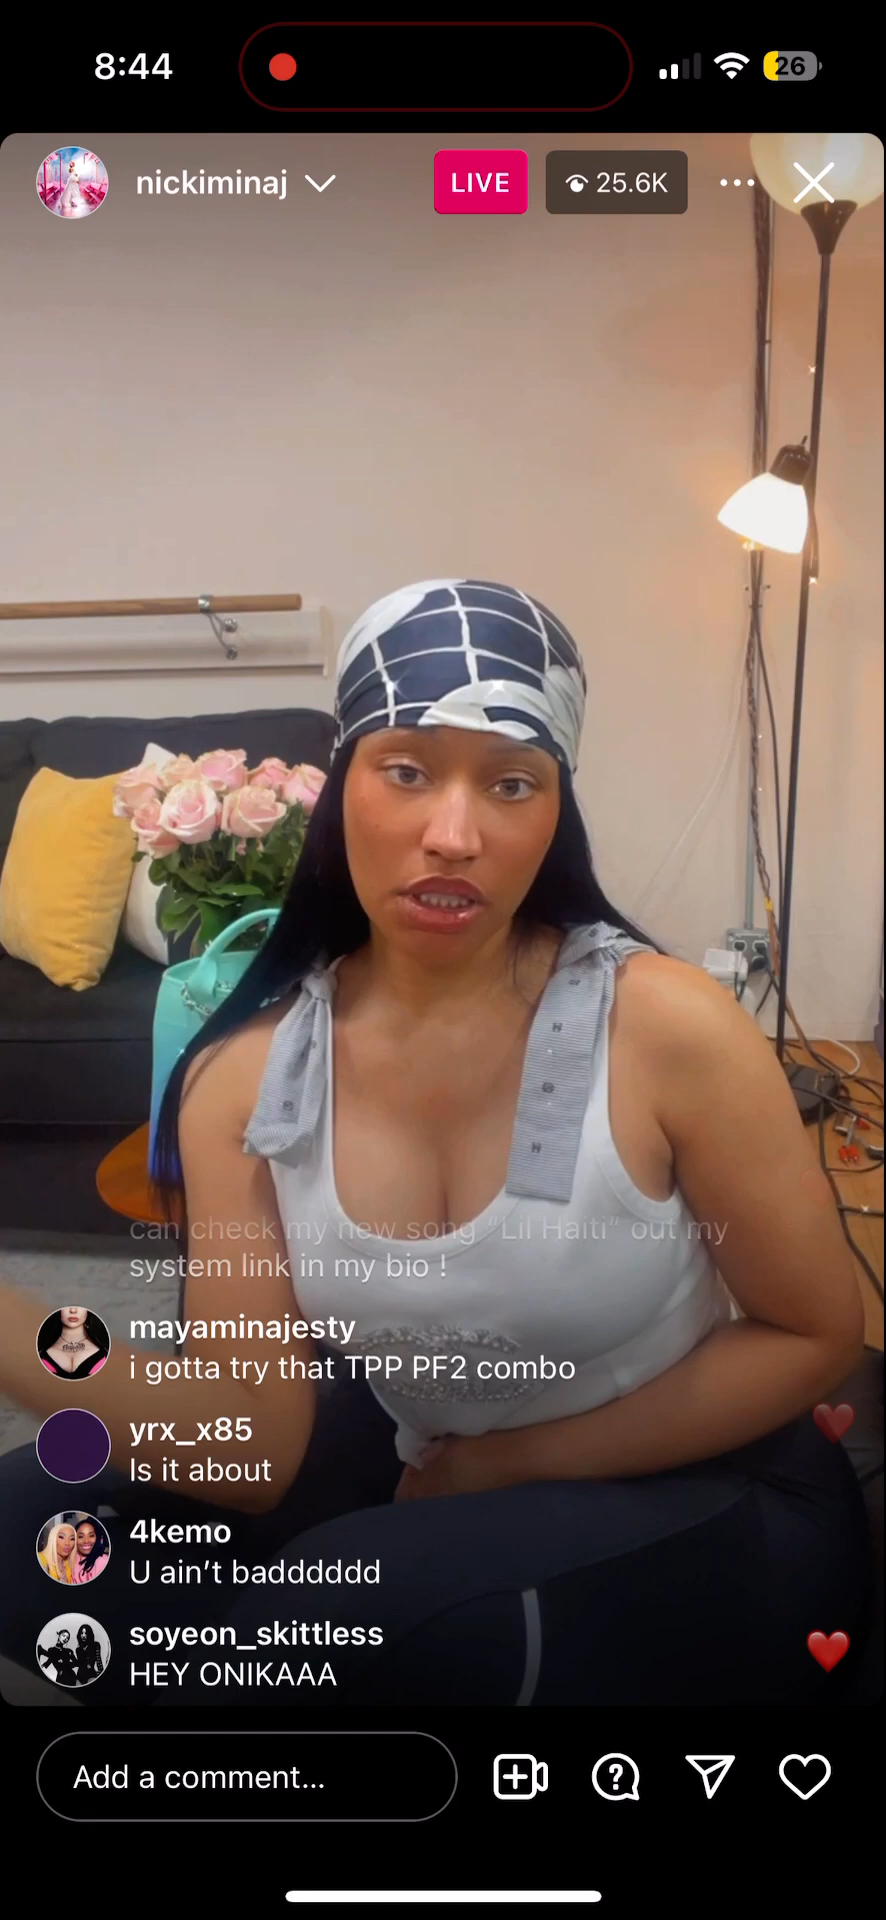 8:44
26
nickiminaj
LIVE
25.6K
can check my new song “Lil Haiti” out my
system link in my bio !
mayaminajesty
i gotta try that TPP PF2 combo
yrx_x85
Is it about
4kemo
U ain’t badddddd
soyeon_skittless
HEY ONIKAAA
Add a comment...